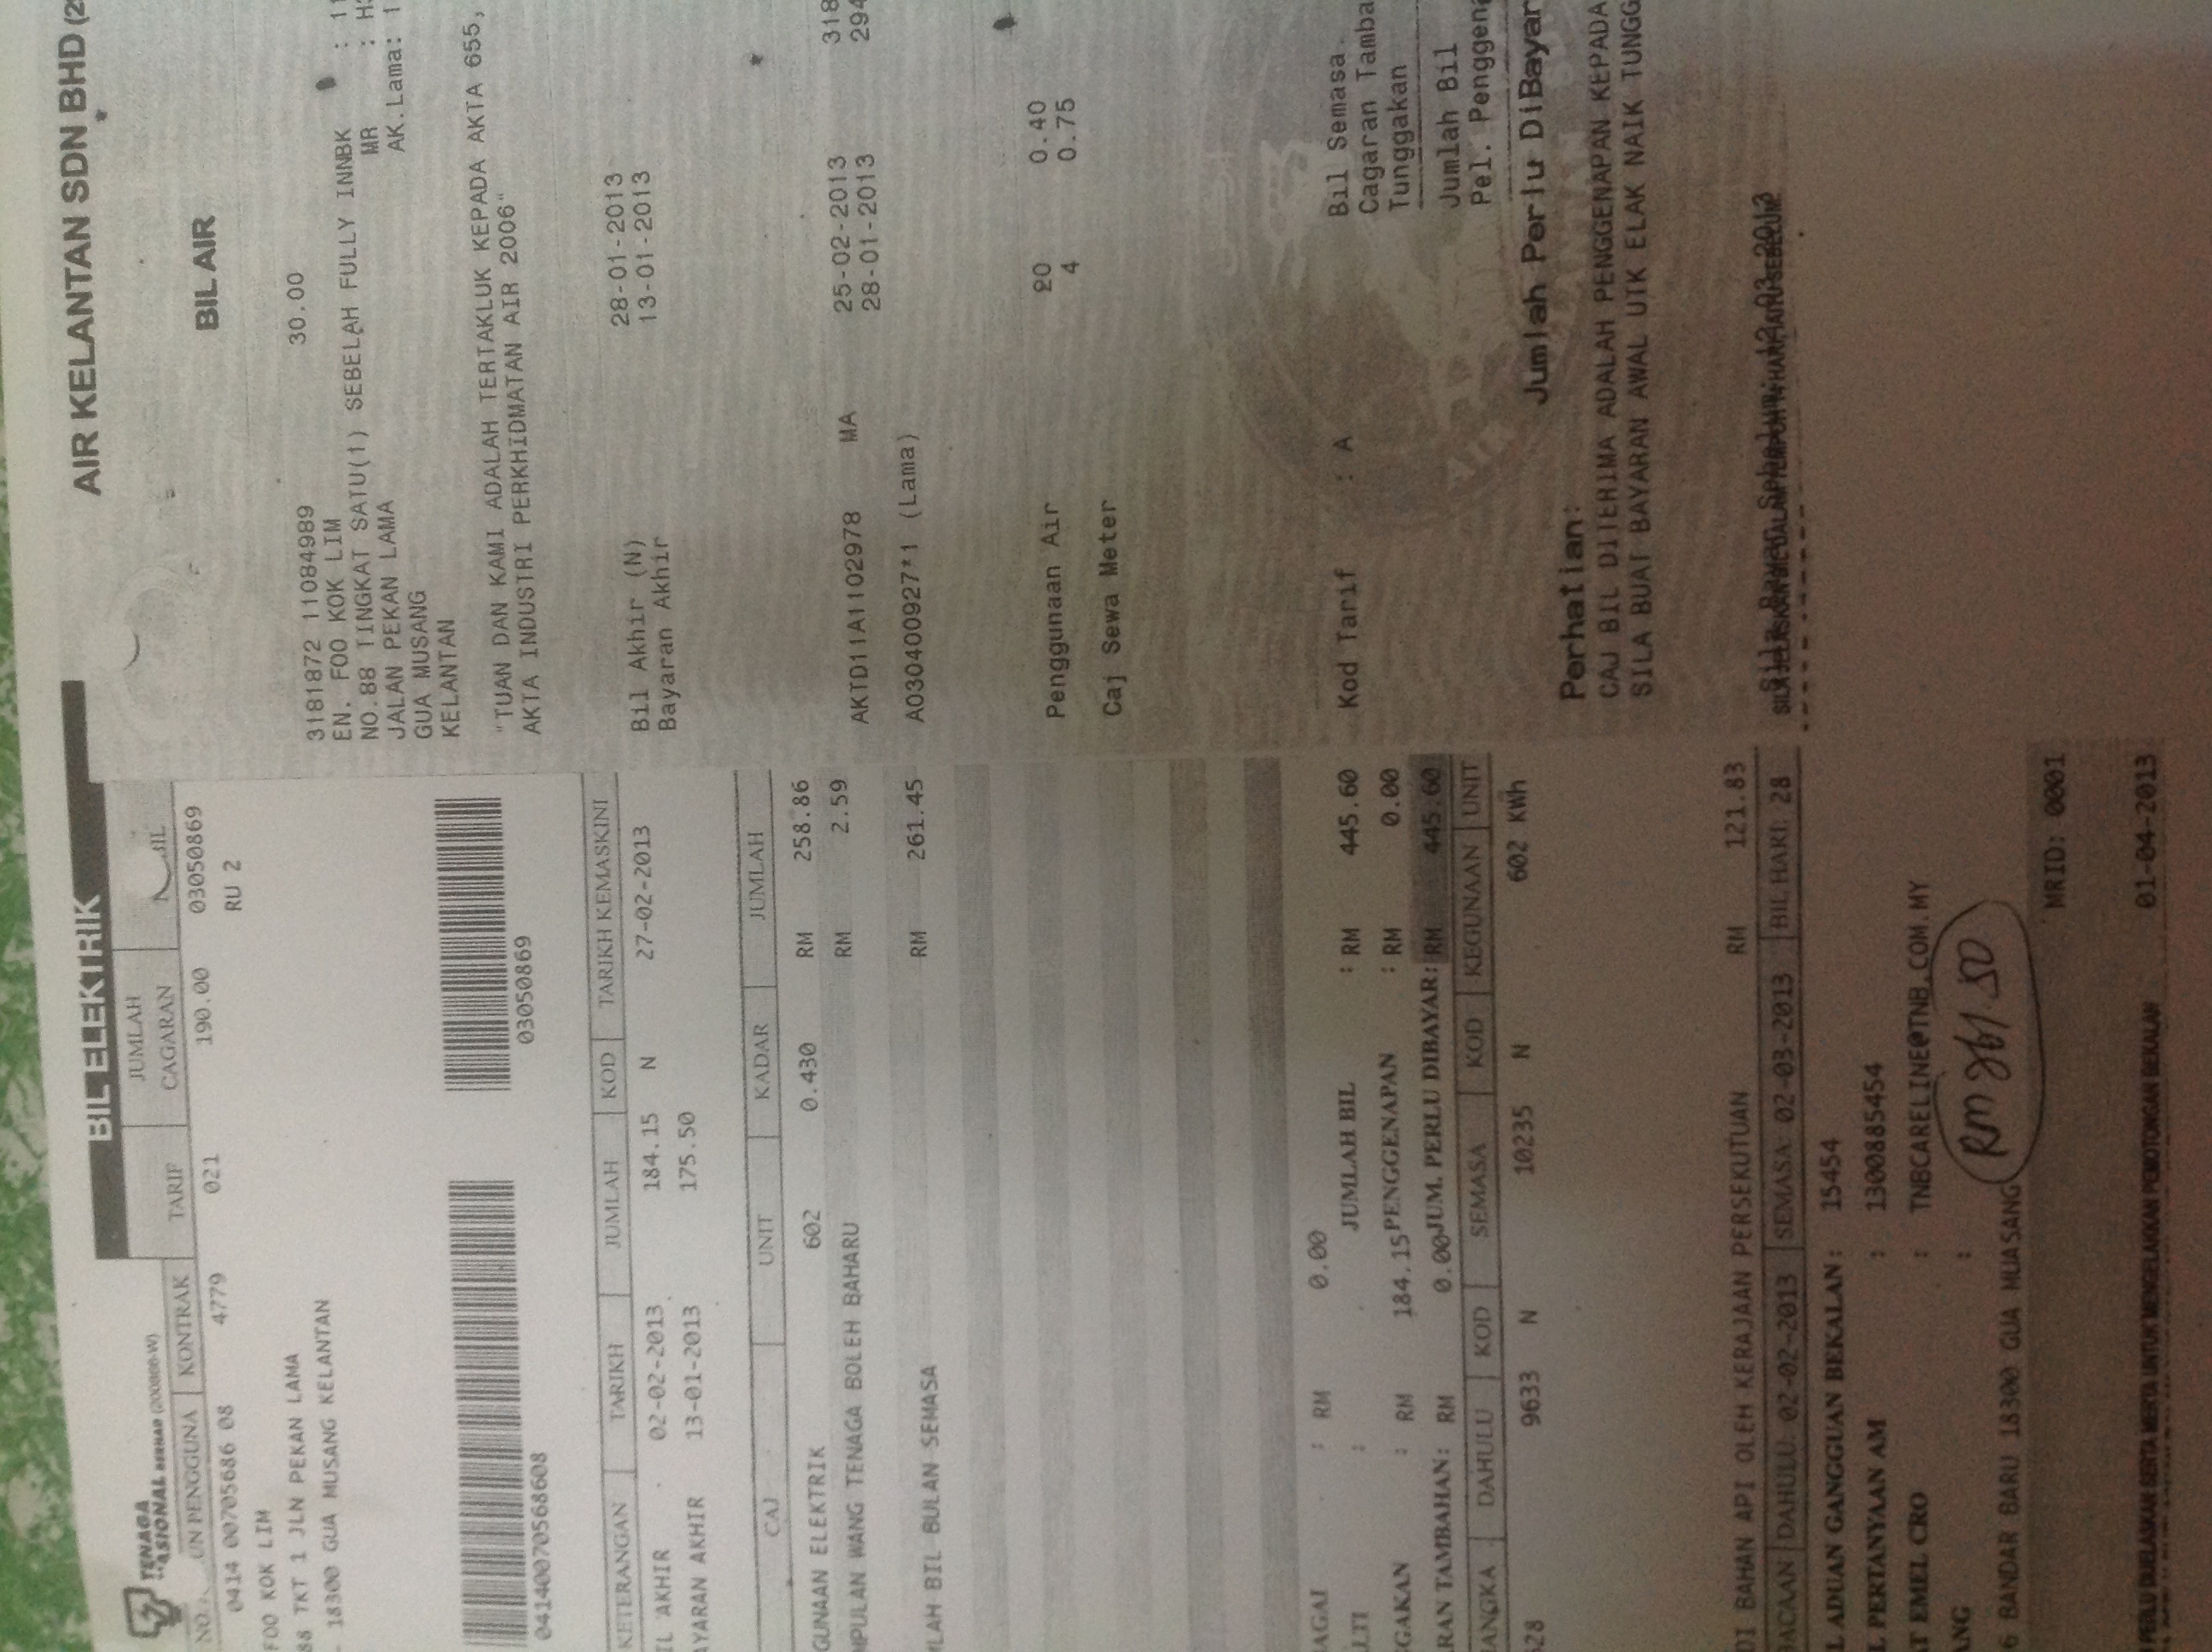 TENAGA
NASIONAL BERHAD (200866-W)
BIL ELEKTRIK
UN PENGGUNA KONTRAK TARIF JUMLAH CAGARAN
0414 00705686 08 4779 021 190.00 03050869
RU 2
FOO KOK LIM
88 TKT 1 JLN PEKAN LAMA
18300 GUA MUSANG KELANTAN
04140070568608 03050869
KETERANGAN TARIKH JUMLAH KOD TARIKH KEMASKINI
IL AKHIR 02-02-2013 184.15 N 27-02-2013
AYARAN AKHIR 13-01-2013 175.50
CAJ UNIT KADAR JUMLAH
GUNAAN ELEKTRIK 602 0.430 RM 258.86
MPULAN WANG TENAGA BOLEH BAHARU RM 2.59
MLAH BIL BULAN SEMASA RM 261.45
AGAI : RM 0.00
LTI : JUMLAH BIL : RM 445.60
GGAKAN : RM 184.15 PENGGENAPAN : RM 0.00
RAN TAMBAHAN: RM 0.00 JUM. PERLU DIBAYAR: RM 445.60
ANGKA DAHULU KOD SEMASA KOD KEGUNAAN UNIT
528 9633 N 10235 N 602 KWh
DI BAHAN API OLEH KERAJAAN PERSEKUTUAN RM 121.83
BACAAN DAHULU: 02-02-2013 SEMASA: 02-03-2013 BIL HARI: 28
L ADUAN GANGGUAN BEKALAN : 15454
L PERTANYAAN AM : 1300885454
AT EMEL CRO : TNBCARELINE@TNB.COM.MY
ANG :
6 BANDAR BARU 18300 GUA MUASANG
RM 261.50
MRID: 0001
PERLU DIJELASKAN SERTA MERTA UNTUK MENGELAKKAN PEMOTONGAN BEKALAN 01-04-2013
AIR KELANTAN SDN BHD (2
BIL AIR
30.00
3181872 11084989
EN. FOO KOK LIM
NO.88 TINGKAT SATU(1) SEBELAH FULLY INNBK : 11
JALAN PEKAN LAMA MR : H
GUA MUSANG AK.Lama: 1
KELANTAN
"TUAN DAN KAMI ADALAH TERTAKLUK KEPADA AKTA 655,
AKTA INDUSTRI PERKHIDMATAN AIR 2006"
Bil Akhir (N) 28-01-2013
Bayaran Akhir 13-01-2013
AKTD11A1102978 MA 25-02-2013 318
28-01-2013 294
A030400927*1 (Lama)
Penggunaan Air 20 0.40
4 0.75
Caj Sewa Meter
Kod Tarif : A Bil Semasa
Cagaran Tamba
Tunggakan
Jumlah Bil
Pel. Penggena
Jumlah Perlu DiBayar
Perhatian:
CAJ BIL DITERIMA ADALAH PENGGENAPAN KEPADA
SILA BUAT BAYARAN AWAL UTK ELAK NAIK TUNGG
Sila Bayar Sebelum : 12-03-2013